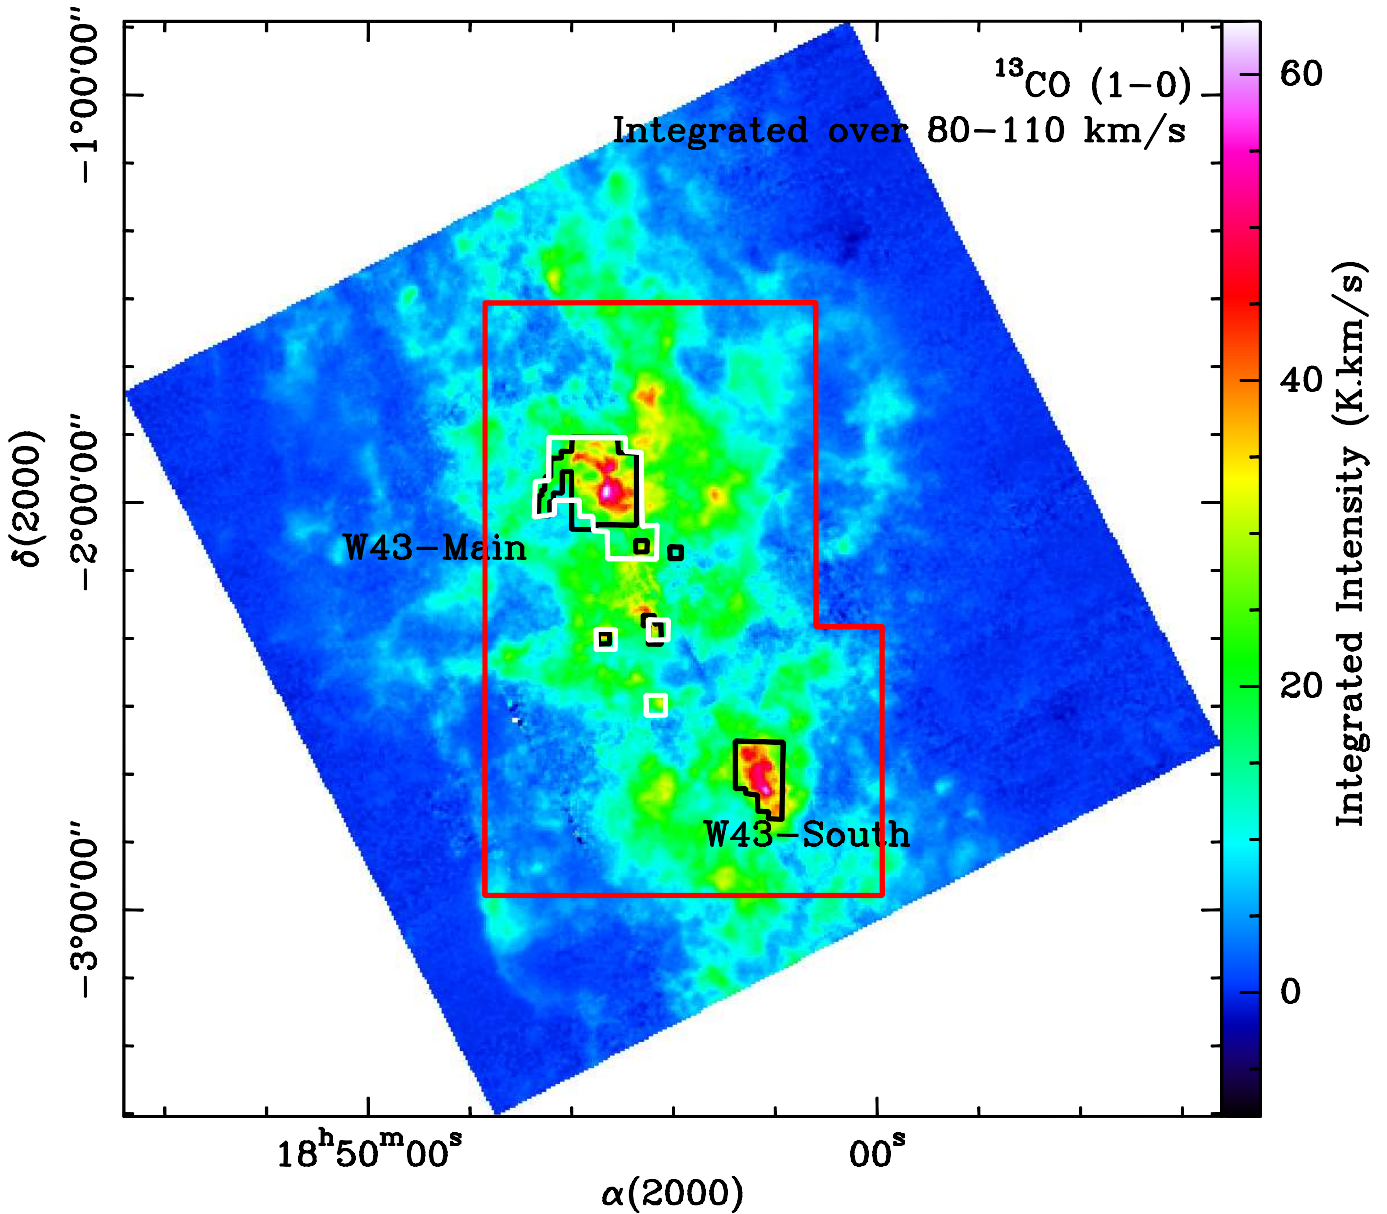 ¹³CO (1−0)
Integrated over 80−110 km/s
−1°00′00″
−2°00′00″
−3°00′00″
δ(2000)
W43−Main
W43−South
18ʰ50ᵐ00ˢ
00ˢ
α(2000)
60
40
20
0
Integrated Intensity (K.km/s)